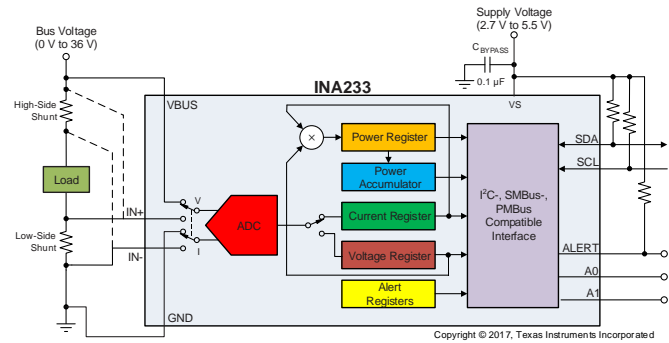 Bus Voltage
(0 V to 36 V)
Supply Voltage
(2.7 V to 5.5 V)
CBYPASS
0.1 µF
INA233
VBUS
VS
High-Side
Shunt
Load
Low-Side
Shunt
IN+
IN-
V
I
ADC
×
Power Register
Power
Accumulator
Current Register
Voltage Register
Alert
Registers
I²C-, SMBus-,
PMBus
Compatible
Interface
SDA
SCL
ALERT
A0
A1
GND
Copyright © 2017, Texas Instruments Incorporated